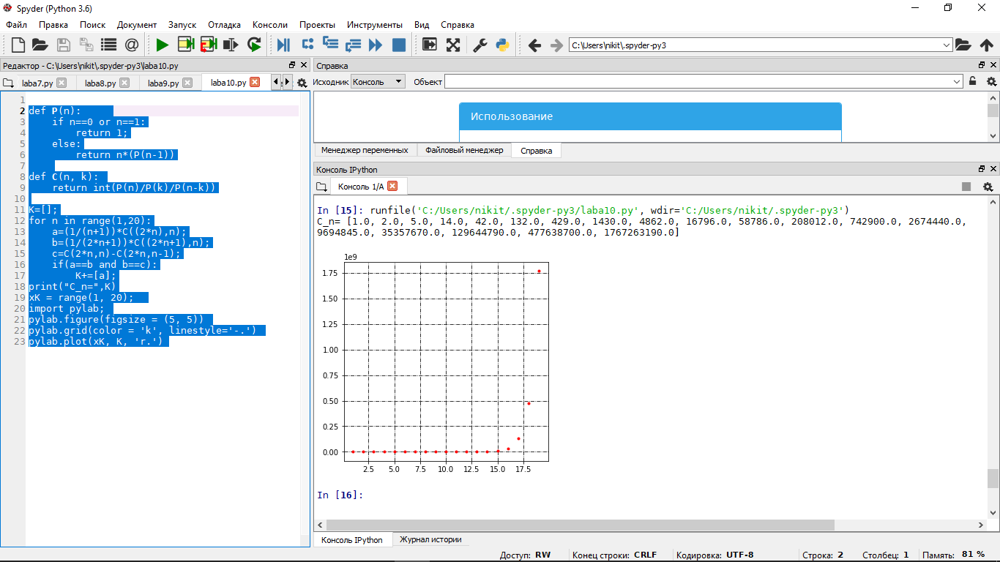 Spyder (Python 3.6)
Файл Правка Поиск Документ Запуск Отладка Консоли Проекты Инструменты Вид Справка
C:\Users\nikit\.spyder-py3
Редактор - C:\Users\nikit\.spyder-py3\laba10.py
laba7.py laba8.py laba9.py laba10.py
1
2 def P(n):
3     if n==0 or n==1:
4         return 1;
5     else:
6         return n*(P(n-1))
7
8 def C(n, k):
9     return int(P(n)/P(k)/P(n-k))
10
11 K=[];
12 for n in range(1,20):
13     a=(1/(n+1))*C((2*n),n);
14     b=(1/(2*n+1))*C((2*n+1),n);
15     c=C(2*n,n)-C(2*n,n-1);
16     if(a==b and b==c):
17         K+=[a];
18 print("C_n=",K)
19 xK = range(1, 20);
20 import pylab;
21 pylab.figure(figsize = (5, 5))
22 pylab.grid(color = 'k', linestyle='-.')
23 pylab.plot(xK, K, 'r.')
Справка
Исходник Консоль Объект
Использование
Менеджер переменных Файловый менеджер Справка
Консоль IPython
Консоль 1/A
In [15]: runfile('C:/Users/nikit/.spyder-py3/laba10.py', wdir='C:/Users/nikit/.spyder-py3')
C_n= [1.0, 2.0, 5.0, 14.0, 42.0, 132.0, 429.0, 1430.0, 4862.0, 16796.0, 58786.0, 208012.0, 742900.0, 2674440.0,
9694845.0, 35357670.0, 129644790.0, 477638700.0, 1767263190.0]
1e9
1.75
1.50
1.25
1.00
0.75
0.50
0.25
0.00
2.5 5.0 7.5 10.0 12.5 15.0 17.5
In [16]:
Консоль IPython Журнал истории
Доступ: RW Конец строки: CRLF Кодировка: UTF-8 Строка: 2 Столбец: 1 Память: 81 %